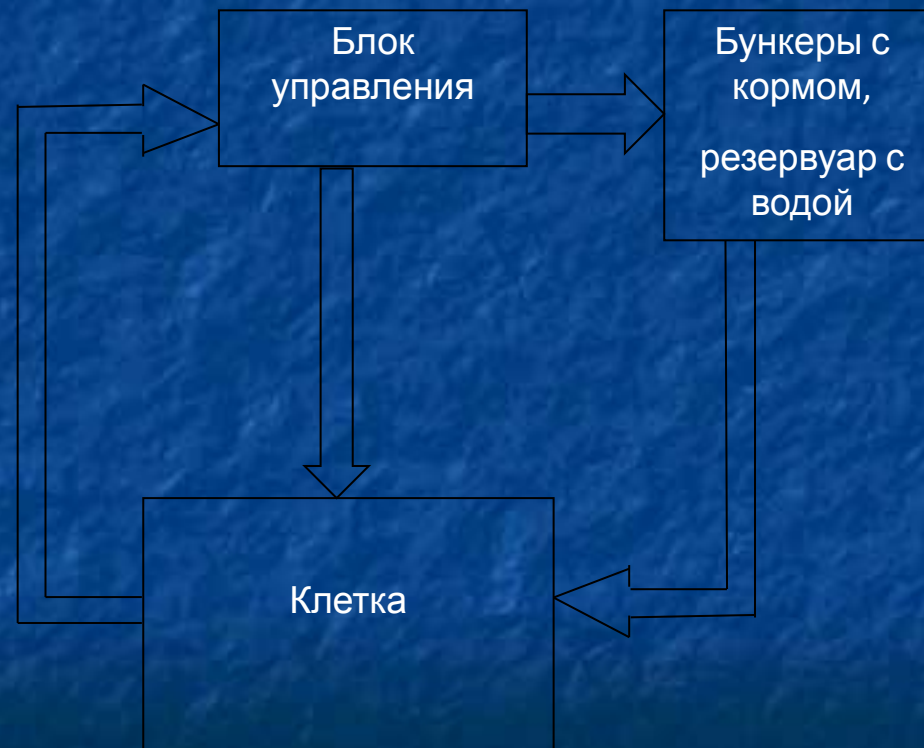 Блок
управления
Бункеры с
кормом,
резервуар с
водой
Клетка